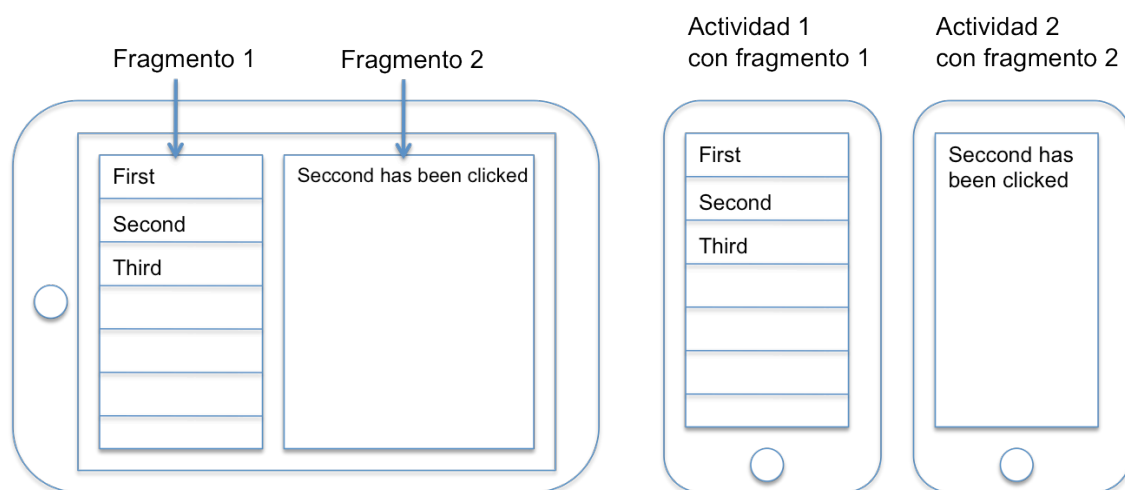 Fragmento 1
Fragmento 2
First
Second
Third
Seccond has been clicked
Actividad 1
con fragmento 1
First
Second
Third
Actividad 2
con fragmento 2
Seccond has
been clicked